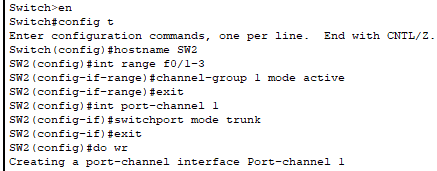 Switch>en
Switch#config t
Enter configuration commands, one per line.  End with CNTL/Z.
Switch(config)#hostname SW2
SW2(config)#int range f0/1-3
SW2(config-if-range)#channel-group 1 mode active
SW2(config-if-range)#exit
SW2(config)#int port-channel 1
SW2(config-if)#switchport mode trunk
SW2(config-if)#exit
SW2(config)#do wr
Creating a port-channel interface Port-channel 1